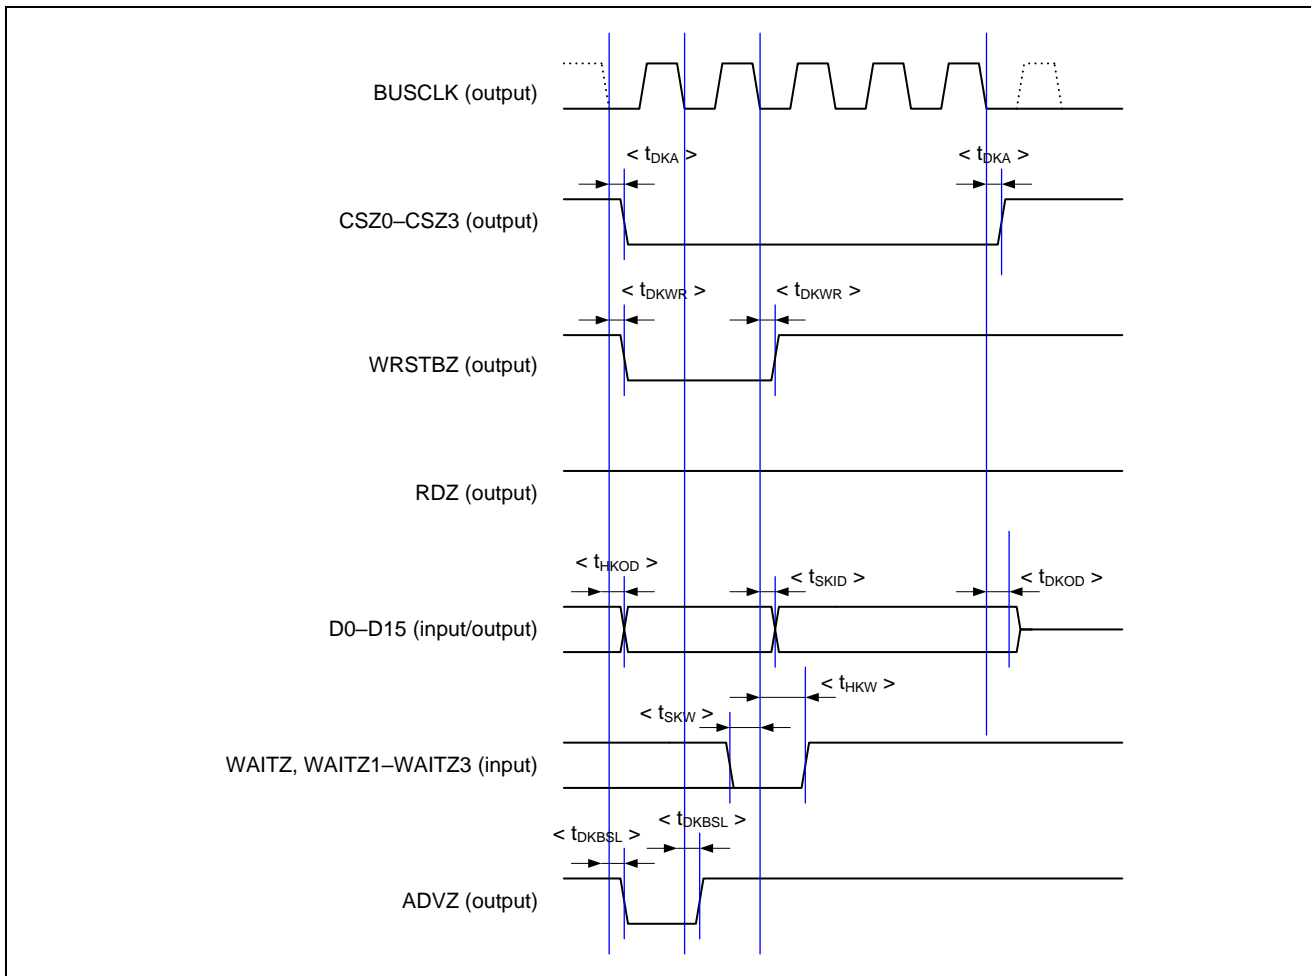 BUSCLK (output)
< tDKA > < tDKA >
CSZ0–CSZ3 (output)
< tDKWR > < tDKWR >
WRSTBZ (output)
RDZ (output)
< tHKOD > < tSKID > < tDKOD >
D0–D15 (input/output)
< tHKW >
< tSKW >
WAITZ, WAITZ1–WAITZ3 (input)
< tDKBSL > < tDKBSL >
ADVZ (output)